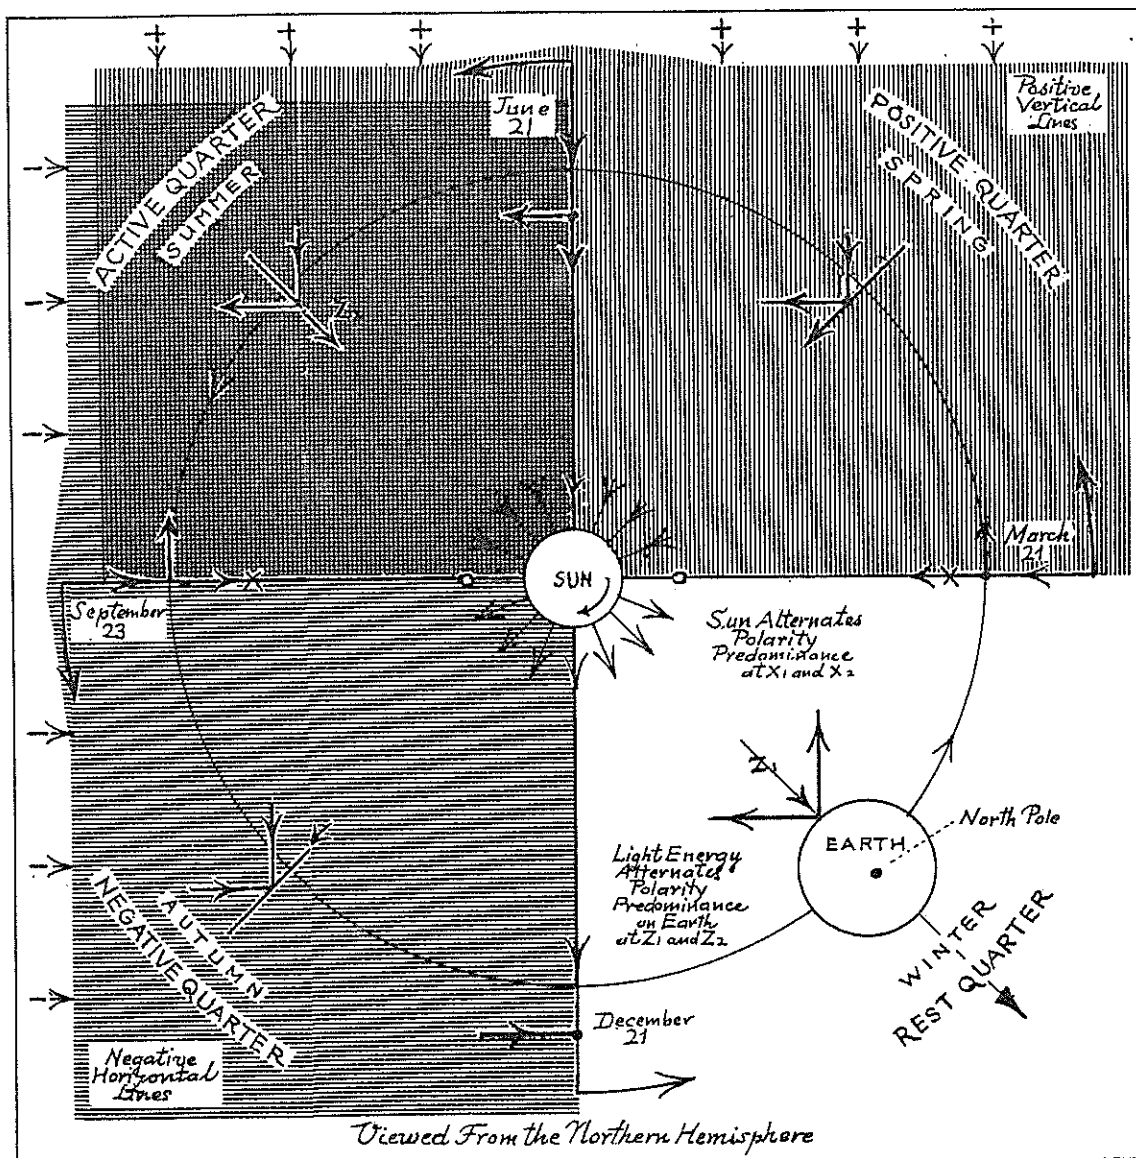 June
21
Positive
Vertical
Lines
ACTIVE QUARTER
SUMMER
POSITIVE QUARTER
SPRING
Z₂
SUN
X
X
March
21
September
23
Sun Alternates
Polarity
Predominance
at X₁ and X₂
Z₁
EARTH
North Pole
Light Energy
Alternates
Polarity
Predominance
on Earth
at Z₁ and Z₂
WINTER
REST QUARTER
AUTUMN
NEGATIVE QUARTER
December
21
Negative
Horizontal
Lines
Viewed From the Northern Hemisphere